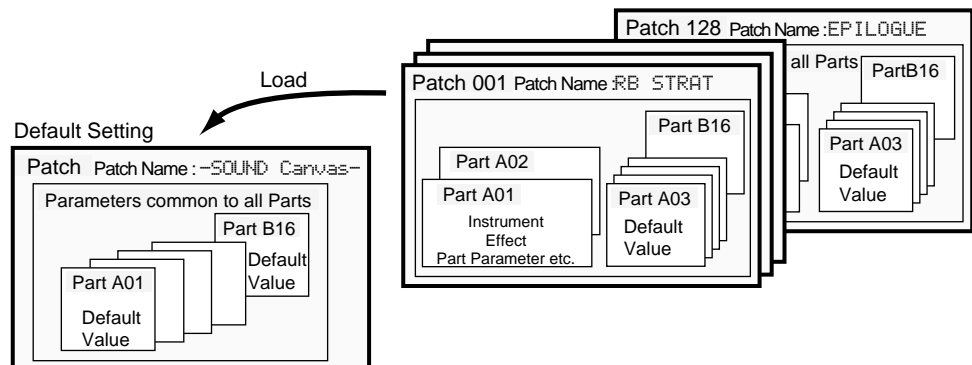 Patch 128 Patch Name :EPILOGUE
all Parts
PartB16
Part A03
Default
Value
Patch 001 Patch Name :RB STRAT
Part B16
Part A02
Part A01
Instrument
Effect
Part Parameter etc.
Part A03
Default
Value
Load
Default Setting
Patch Patch Name : -SOUND Canvas-
Parameters common to all Parts
Part B16
Default
Value
Part A01
Default
Value